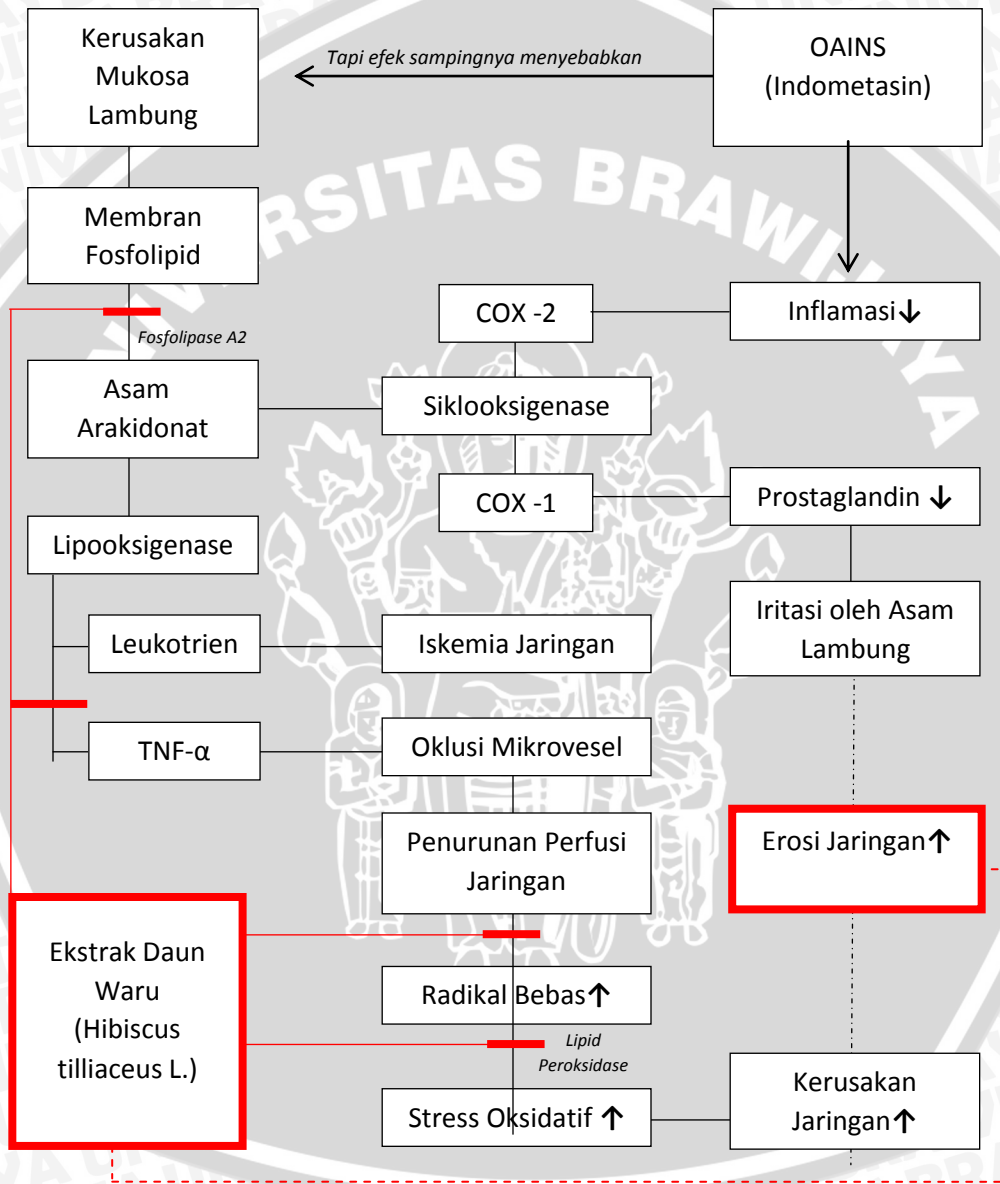 Kerusakan
Mukosa
Lambung
Tapi efek sampingnya menyebabkan
OAINS
(Indometasin)
UNIVERSITAS BRAWIJAYA
Membran
Fosfolipid
COX -2
Inflamasi↓
Fosfolipase A2
Asam
Arakidonat
Siklooksigenase
COX -1
Prostaglandin ↓
Lipooksigenase
Iritasi oleh Asam
Lambung
Leukotrien
Iskemia Jaringan
TNF-α
Oklusi Mikrovesel
Penurunan Perfusi
Jaringan
Erosi Jaringan↑
Ekstrak Daun
Waru
(Hibiscus
tilliaceus L.)
Radikal Bebas↑
Lipid
Peroksidase
Stress Oksidatif ↑
Kerusakan
Jaringan↑